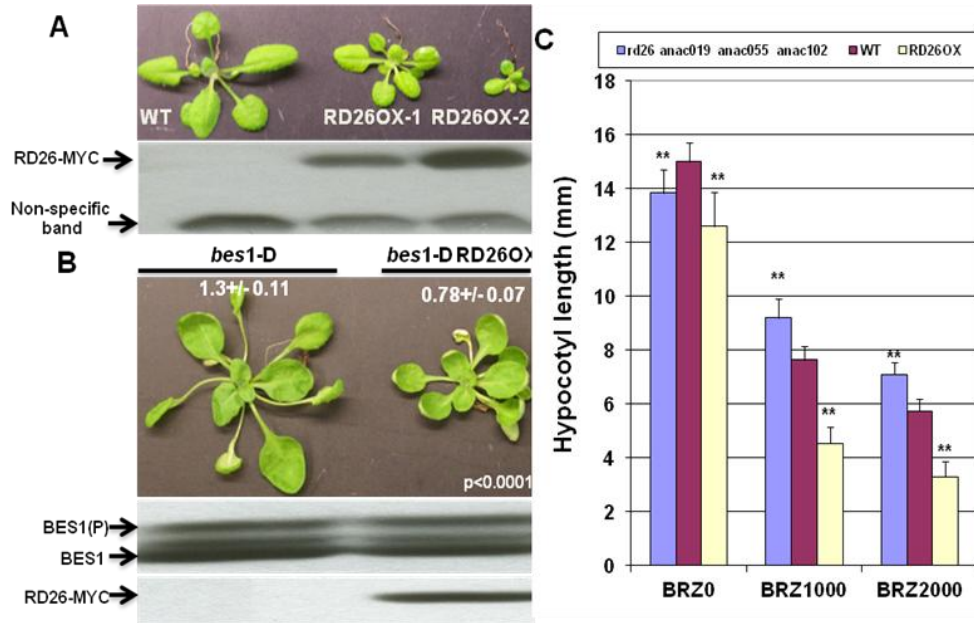 A
WT
RD26OX-1
RD26OX-2
RD26-MYC
Non-specific
band
B
bes1-D
bes1-D RD26OX
1.3+/- 0.11
0.78+/- 0.07
p<0.0001
BES1(P)
BES1
RD26-MYC
C
rd26 anac019 anac055 anac102
WT
RD26OX
Hypocotyl length (mm)
18
16
14
12
10
8
6
4
2
0
**
**
**
**
**
**
BRZ0
BRZ1000
BRZ2000